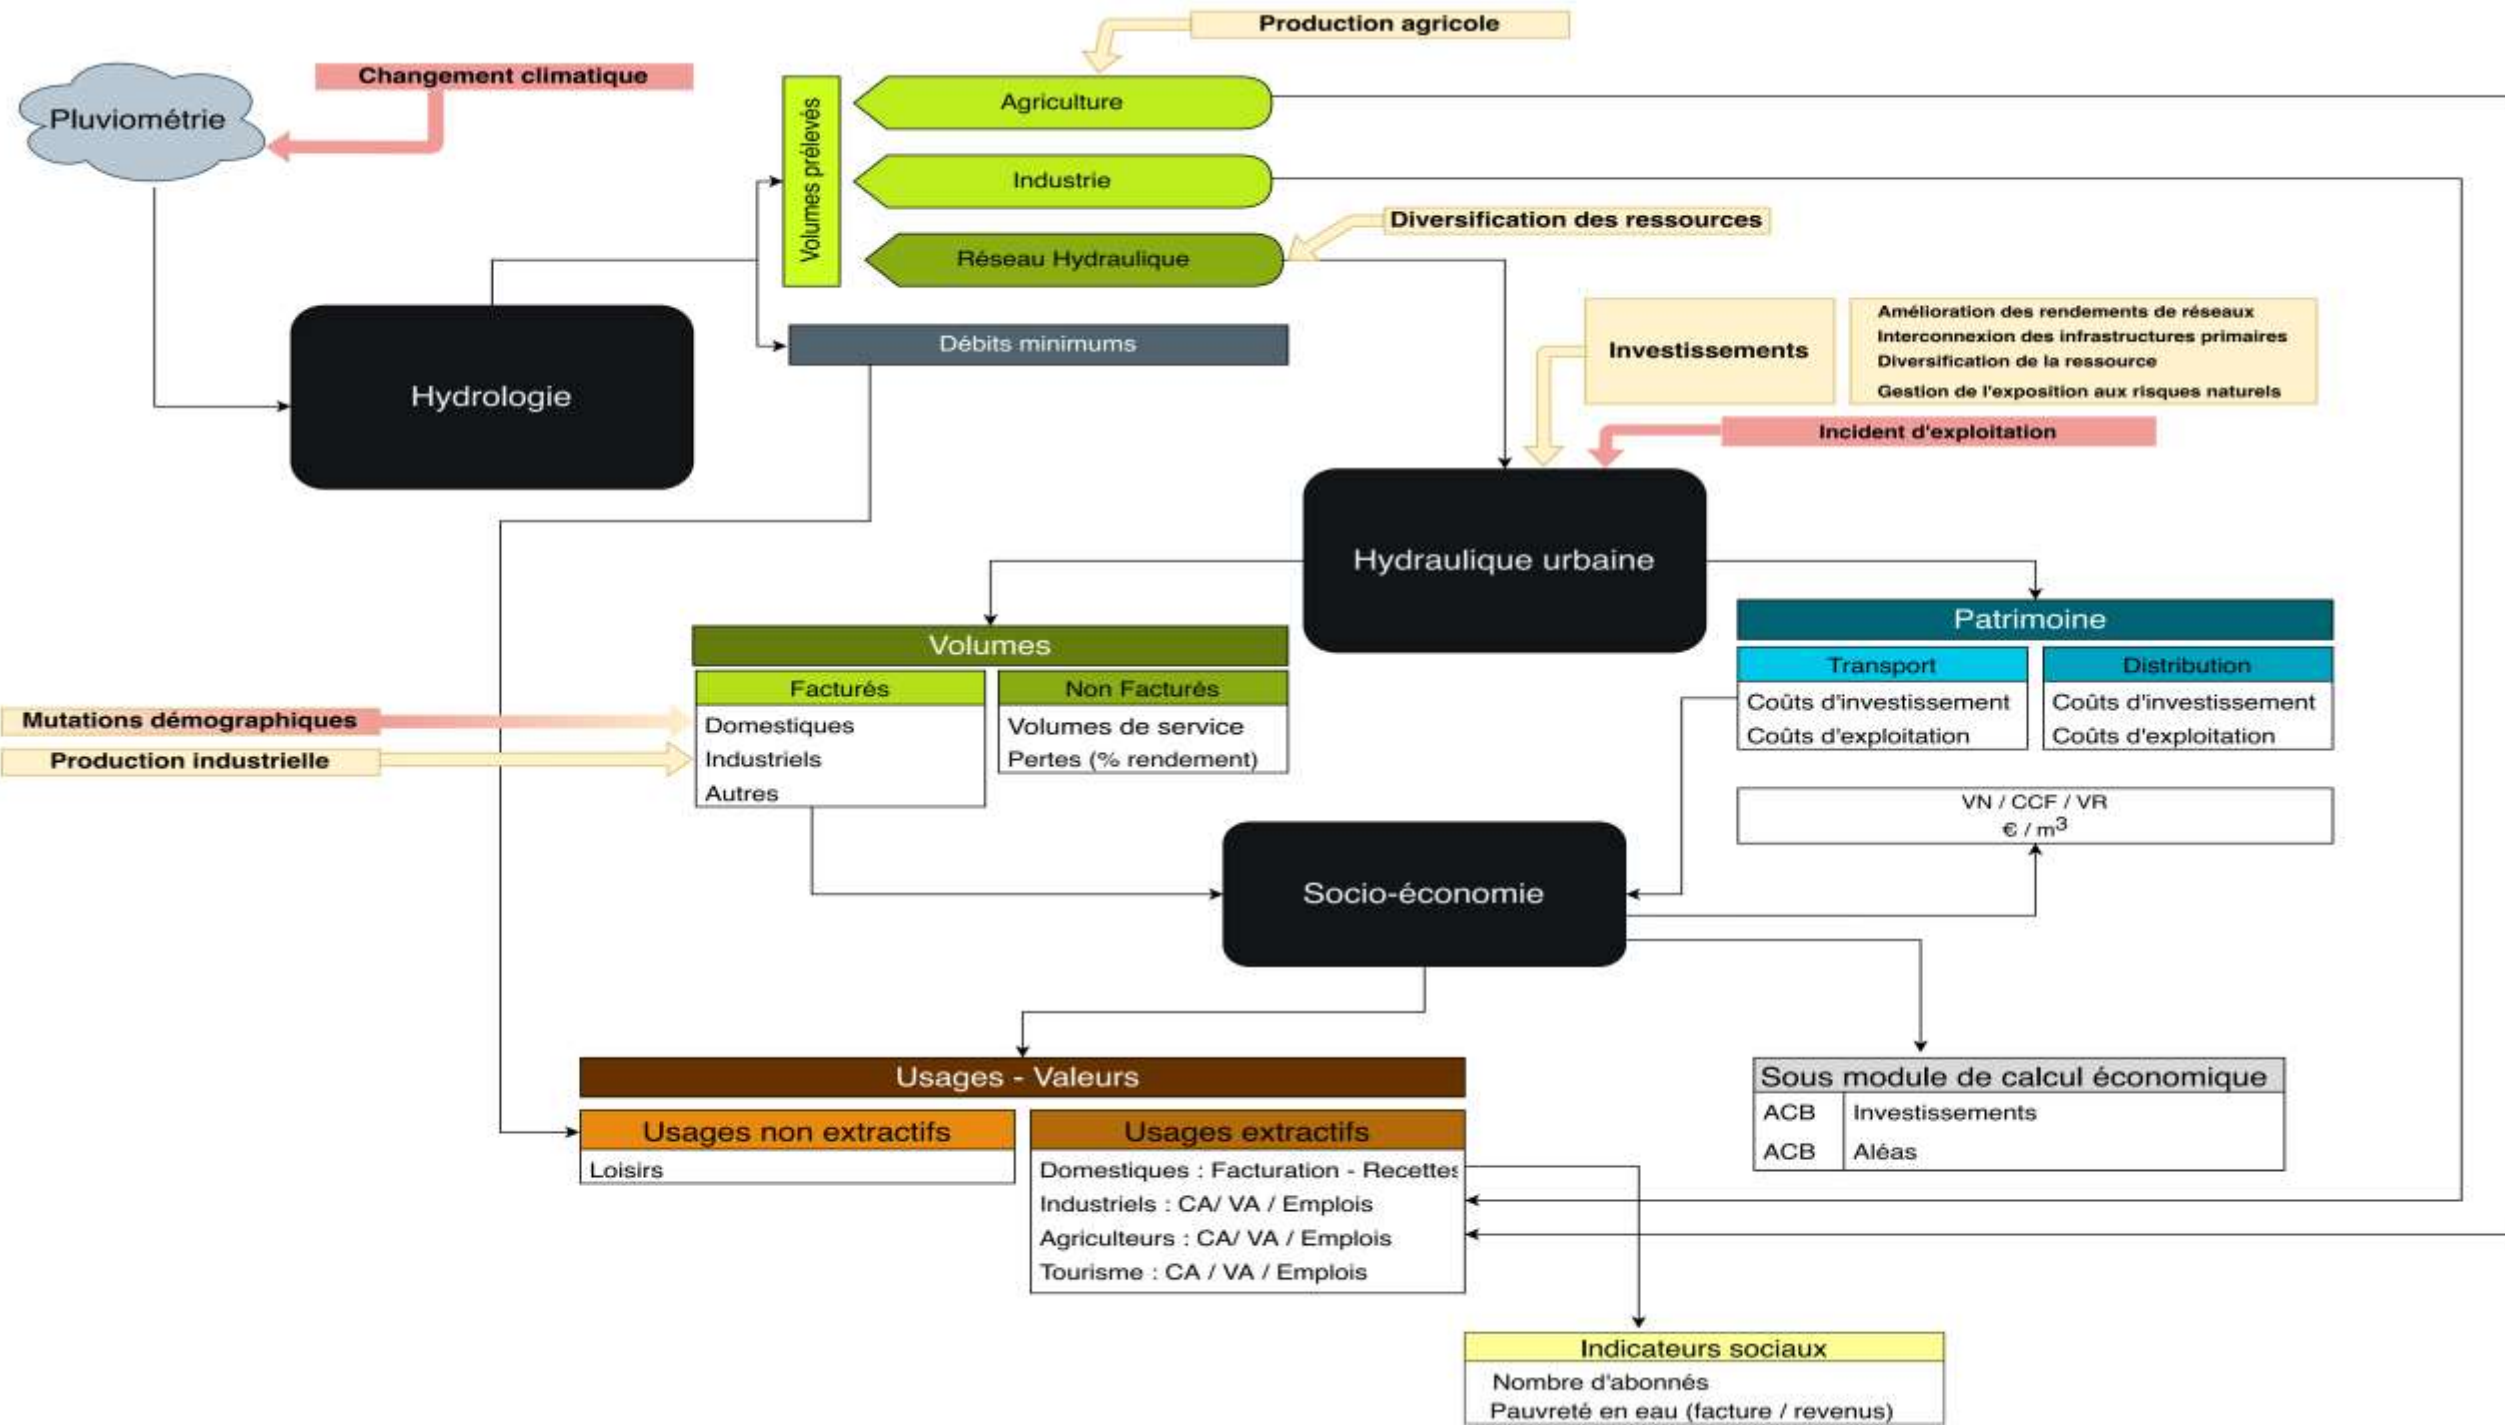 Production agricole
Changement climatique
Pluviométrie
Volumes prélevés
Agriculture
Industrie
Diversification des ressources
Réseau Hydraulique
Débits minimums
Hydrologie
Investissements
Amélioration des rendements de réseaux
Interconnexion des infrastructures primaires
Diversification de la ressource
Gestion de l'exposition aux risques naturels
Incident d'exploitation
Hydraulique urbaine
Volumes
Facturés
Domestiques
Industriels
Autres
Non Facturés
Volumes de service
Pertes (% rendement)
Mutations démographiques
Production industrielle
Patrimoine
Transport
Coûts d'investissement
Coûts d'exploitation
Distribution
Coûts d'investissement
Coûts d'exploitation
VN / CCF / VR
€ / m³
Socio-économie
Usages - Valeurs
Usages non extractifs
Loisirs
Usages extractifs
Domestiques : Facturation - Recettes
Industriels : CA/ VA / Emplois
Agriculteurs : CA/ VA / Emplois
Tourisme : CA / VA / Emplois
Sous module de calcul économique
ACB Investissements
ACB Aléas
Indicateurs sociaux
Nombre d'abonnés
Pauvreté en eau (facture / revenus)